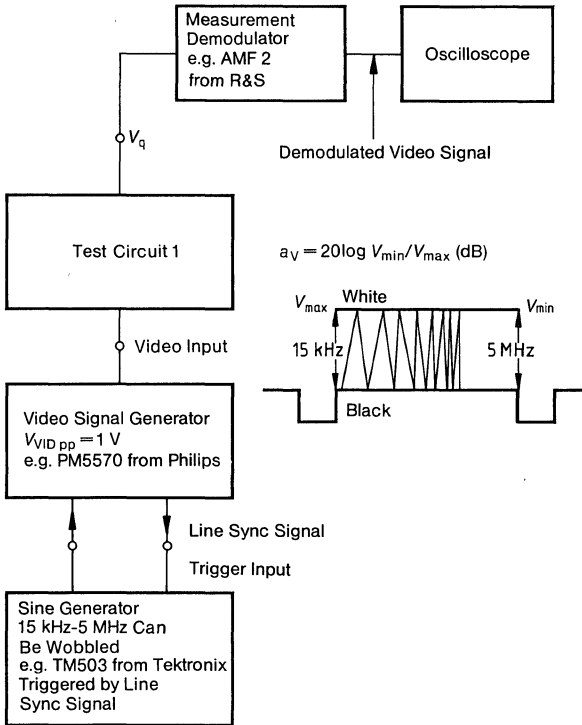 Measurement
Demodulator
e.g. AMF 2
from R&S
Oscilloscope
Demodulated Video Signal
Vq
Test Circuit 1
aV = 20log Vmin/Vmax (dB)
Vmax
White
Vmin
15 kHz
5 MHz
Black
Video Input
Video Signal Generator
VVID pp = 1 V
e.g. PM5570 from Philips
Line Sync Signal
Trigger Input
Sine Generator
15 kHz-5 MHz Can
Be Wobbled
e.g. TM503 from Tektronix
Triggered by Line
Sync Signal